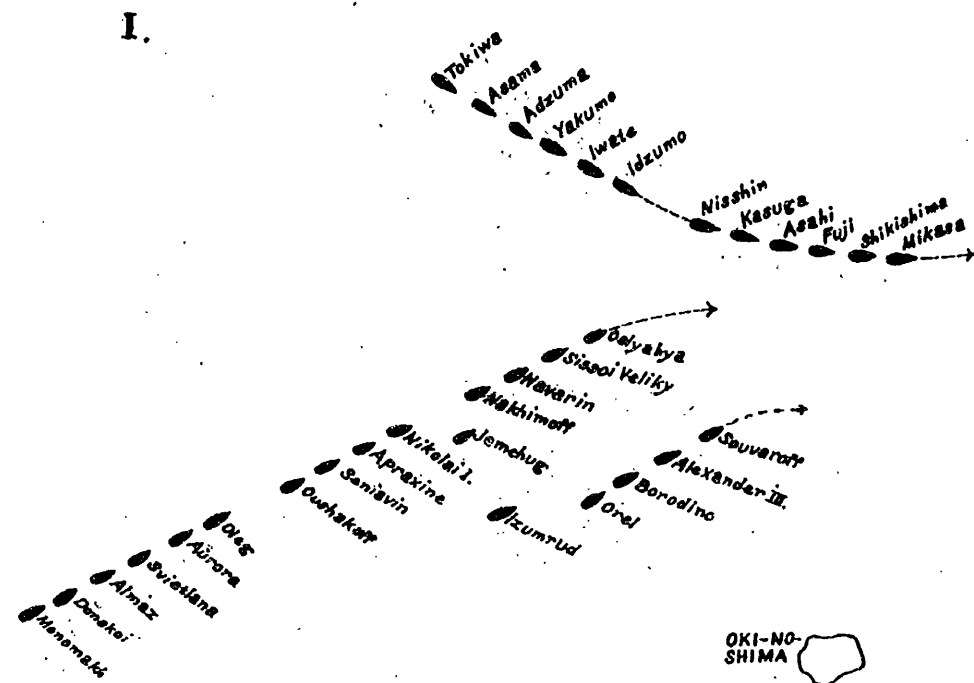 I.
Tokiwa
Asama
Adzuma
Yakumo
Iwate
Idzumo
Nisshin
Kasuga
Asahi
Fuji
Shikishima
Mikasa
Oslyabya
Sissoi Veliky
Navarin
Nakhimoff
Jemchug
Nikolai I.
Apraxine
Seniavin
Oushakoff
Souvaroff
Alexander III.
Borodino
Orel
Izumrud
Oleg
Aurora
Svietlana
Almaz
Donskoi
Monomakh
OKI-NO-
SHIMA